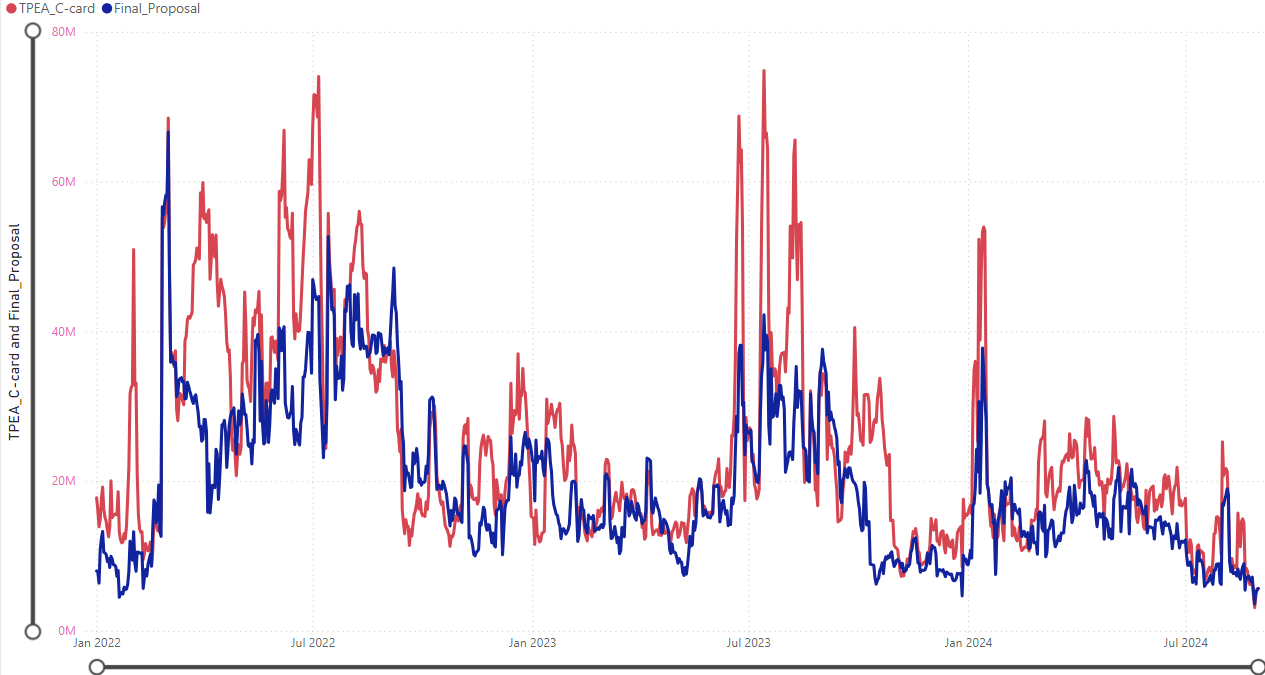 TPEA_C-card Final_Proposal
80M
60M
40M
20M
0M
TPEA_C-card and Final_Proposal
Jan 2022 Jul 2022 Jan 2023 Jul 2023 Jan 2024 Jul 2024